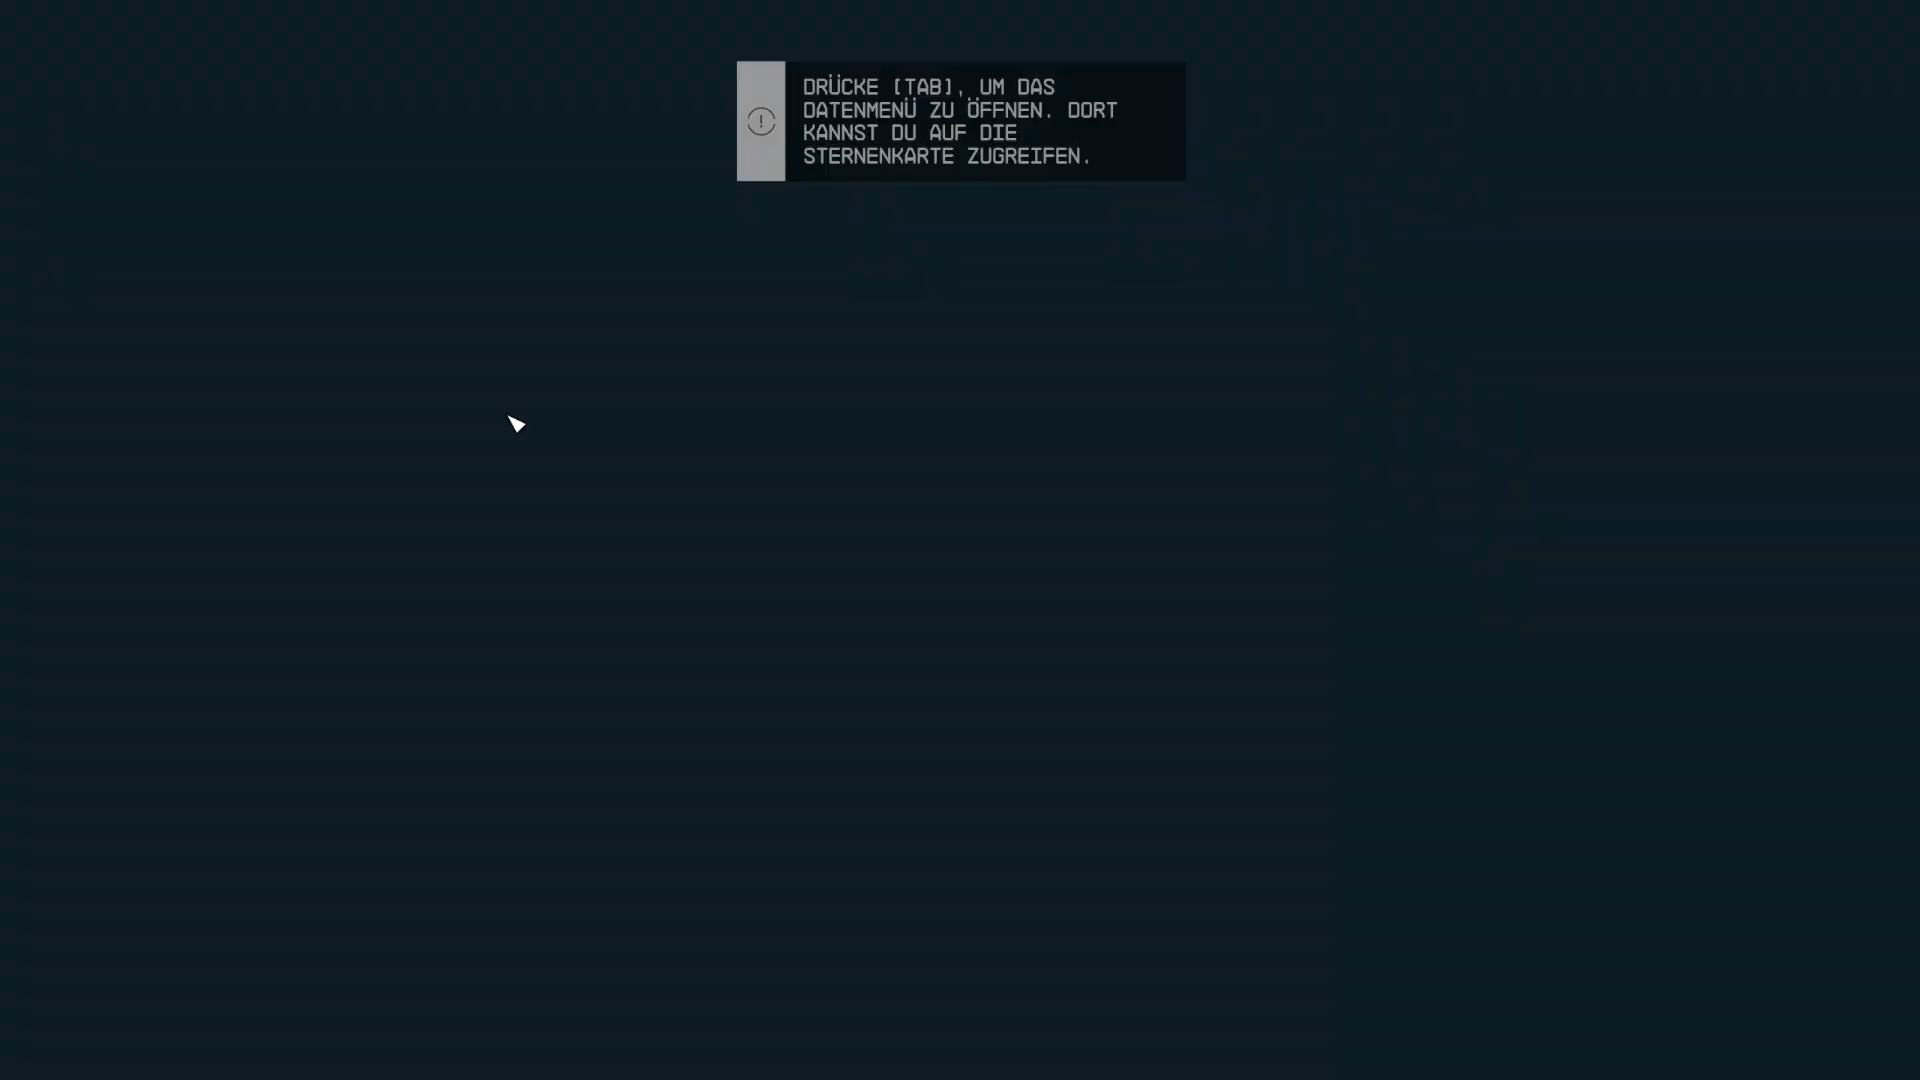 DRÜCKE [TAB], UM DAS
DATENMENÜ ZU ÖFFNEN. DORT
KANNST DU AUF DIE
STERNENKARTE ZUGREIFEN.